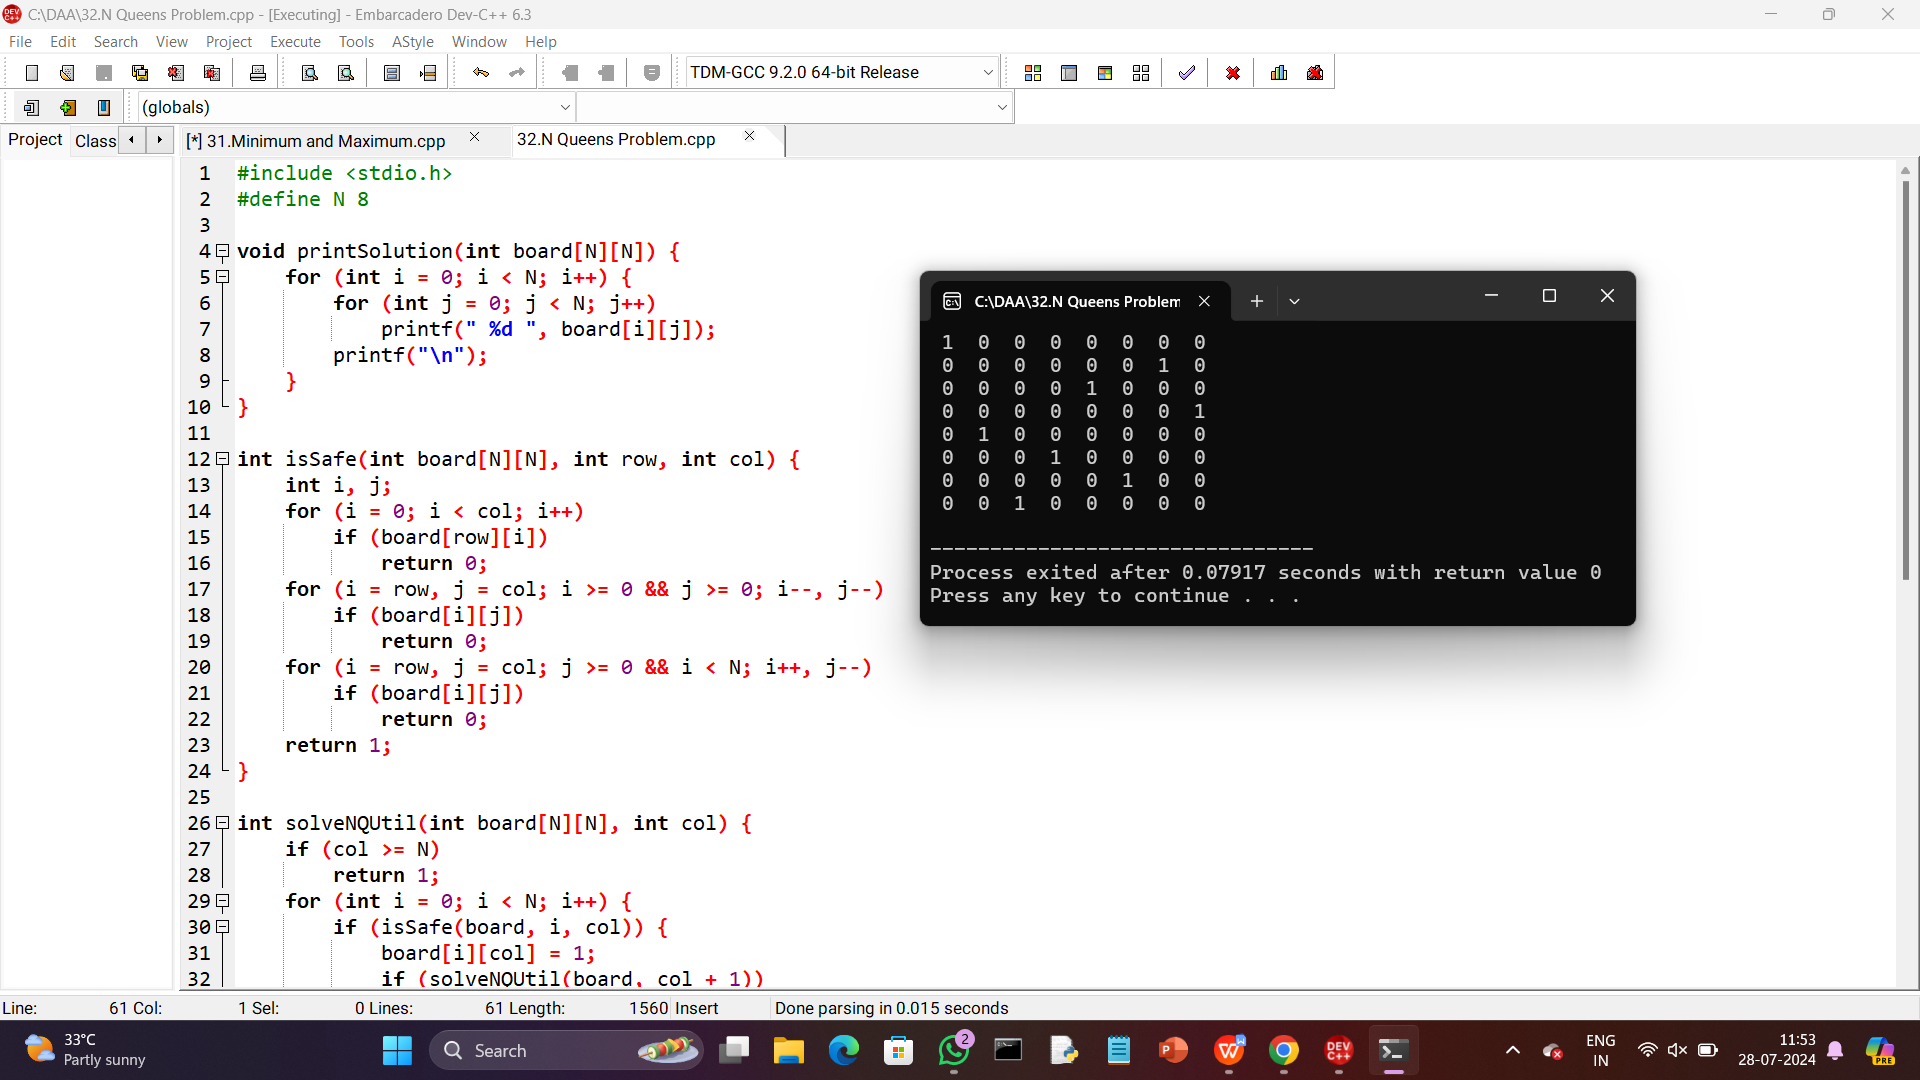 C:\DAA\32.N Queens Problem.cpp - [Executing] - Embarcadero Dev-C++ 6.3
File Edit Search View Project Execute Tools AStyle Window Help
TDM-GCC 9.2.0 64-bit Release
(globals)
Project Class [*] 31.Minimum and Maximum.cpp 32.N Queens Problem.cpp
1 #include <stdio.h>
2 #define N 8
3
4 void printSolution(int board[N][N]) {
5 for (int i = 0; i < N; i++) {
6 for (int j = 0; j < N; j++)
7 printf(" %d ", board[i][j]);
8 printf("\n");
9 }
10 }
11
12 int isSafe(int board[N][N], int row, int col) {
13 int i, j;
14 for (i = 0; i < col; i++)
15 if (board[row][i])
16 return 0;
17 for (i = row, j = col; i >= 0 && j >= 0; i--, j--)
18 if (board[i][j])
19 return 0;
20 for (i = row, j = col; j >= 0 && i < N; i++, j--)
21 if (board[i][j])
22 return 0;
23 return 1;
24 }
25
26 int solveNQUtil(int board[N][N], int col) {
27 if (col >= N)
28 return 1;
29 for (int i = 0; i < N; i++) {
30 if (isSafe(board, i, col)) {
31 board[i][col] = 1;
32 if (solveNQUtil(board, col + 1))
C:\DAA\32.N Queens Problem
1 0 0 0 0 0 0 0
0 0 0 0 0 0 1 0
0 0 0 0 1 0 0 0
0 0 0 0 0 0 0 1
0 1 0 0 0 0 0 0
0 0 0 1 0 0 0 0
0 0 0 0 0 1 0 0
0 0 1 0 0 0 0 0
--------------------------------
Process exited after 0.07917 seconds with return value 0
Press any key to continue . . .
Line: 61 Col: 1 Sel: 0 Lines: 61 Length: 1560 Insert Done parsing in 0.015 seconds
33°C
Partly sunny
Search
2
DEV
C++
PRE
ENG
IN
11:53
28-07-2024